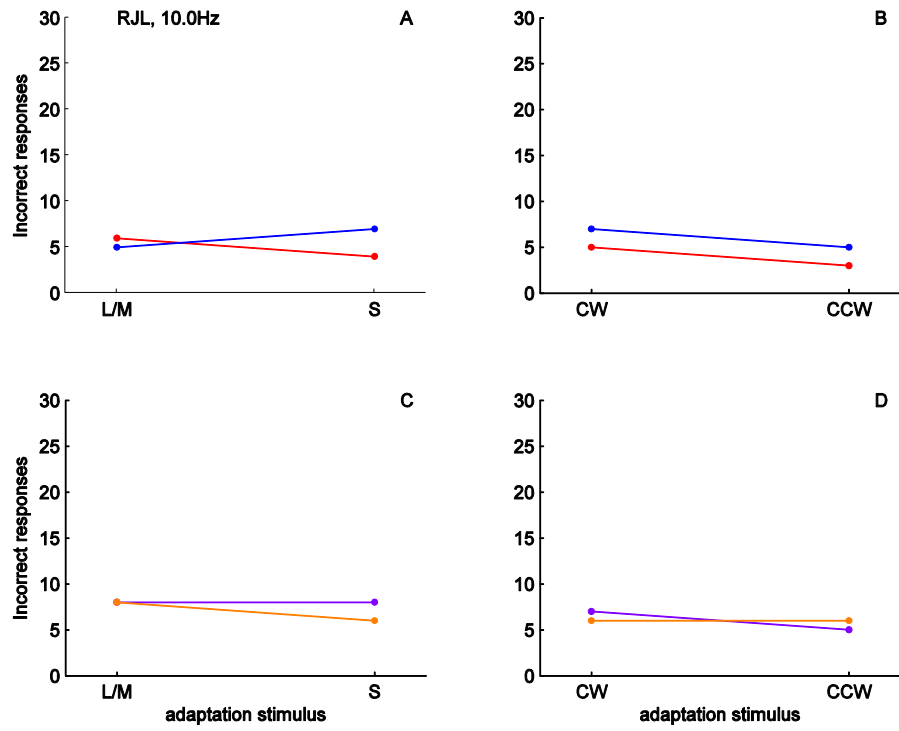 RJL, 10.0Hz
A
30
25
20
15
10
5
0
Incorrect responses
L/M
S
B
30
25
20
15
10
5
0
CW
CCW
C
30
25
20
15
10
5
0
Incorrect responses
L/M
S
adaptation stimulus
D
30
25
20
15
10
5
0
CW
CCW
adaptation stimulus